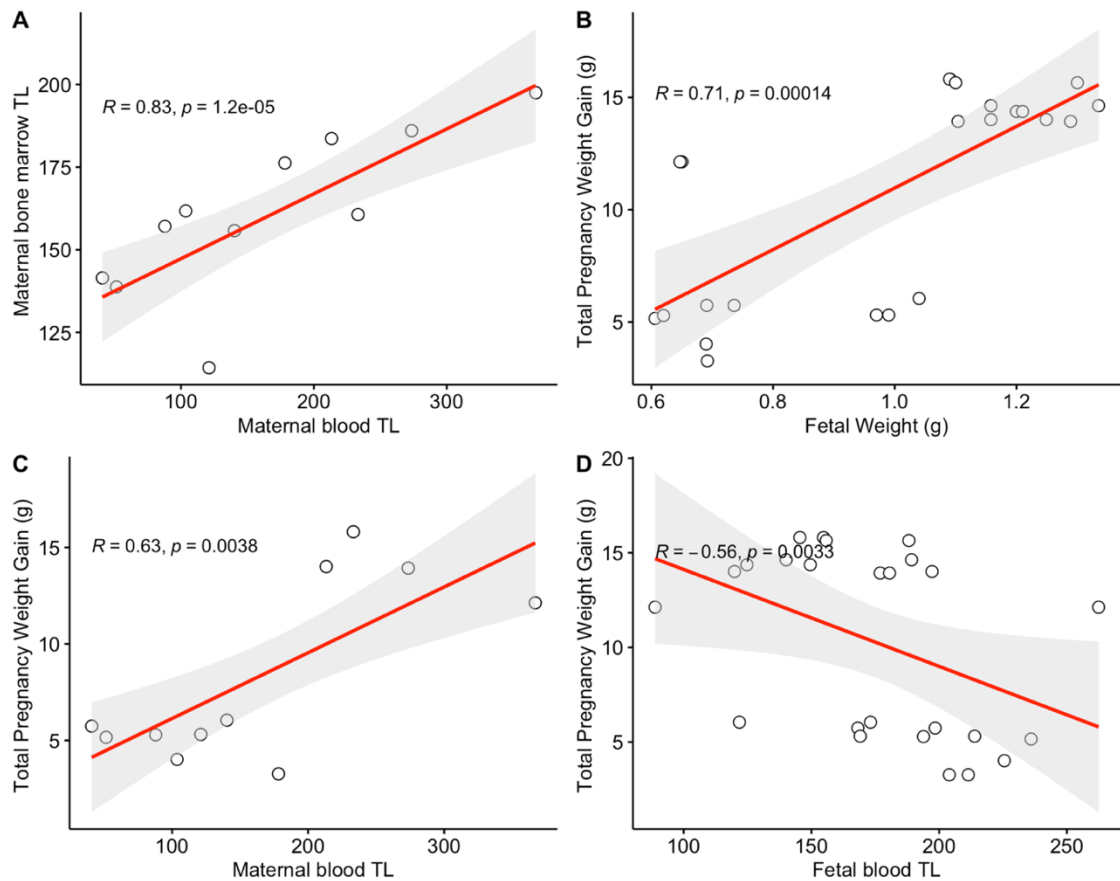 A
Maternal bone marrow TL
200
175
150
125
R = 0.83, p = 1.2e-05
100
200
300
Maternal blood TL
B
Total Pregnancy Weight Gain (g)
15
10
5
R = 0.71, p = 0.00014
0.6
0.8
1.0
1.2
Fetal Weight (g)
C
Total Pregnancy Weight Gain (g)
15
10
5
R = 0.63, p = 0.0038
100
200
300
Maternal blood TL
D
Total Pregnancy Weight Gain (g)
20
15
10
5
R = −0.56, p = 0.0033
100
150
200
250
Fetal blood TL